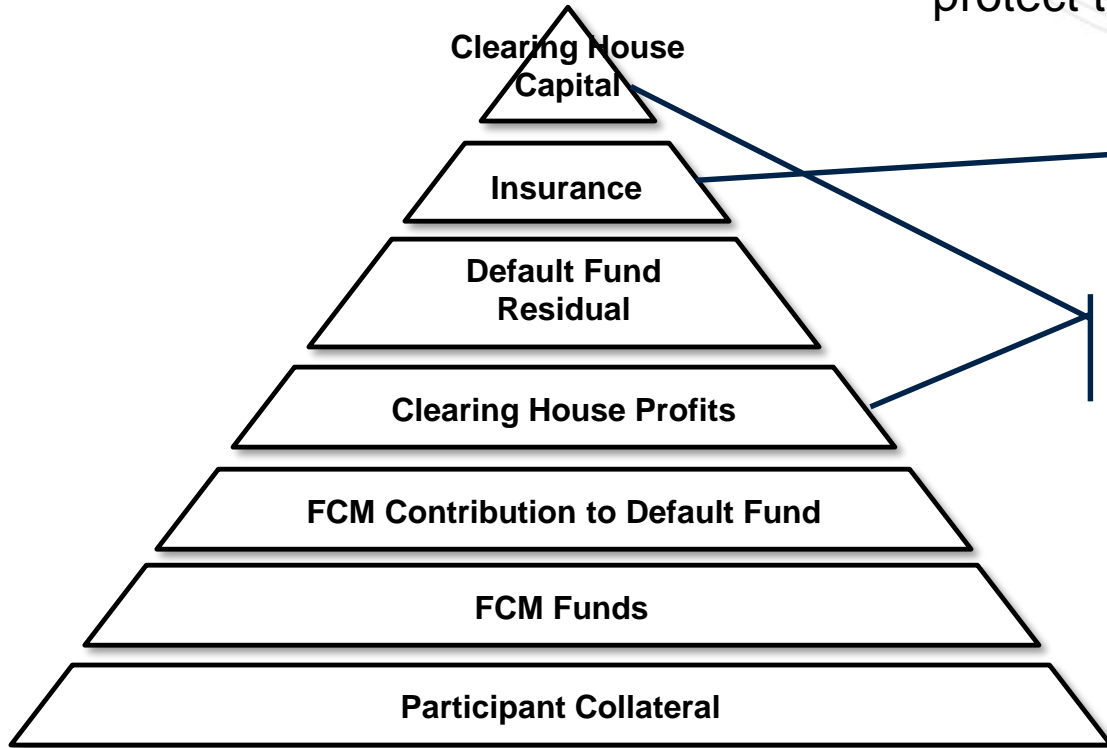 protect t
Clearing House
Capital
Insurance
Default Fund
Residual
Clearing House Profits
FCM Contribution to Default Fund
FCM Funds
Participant Collateral